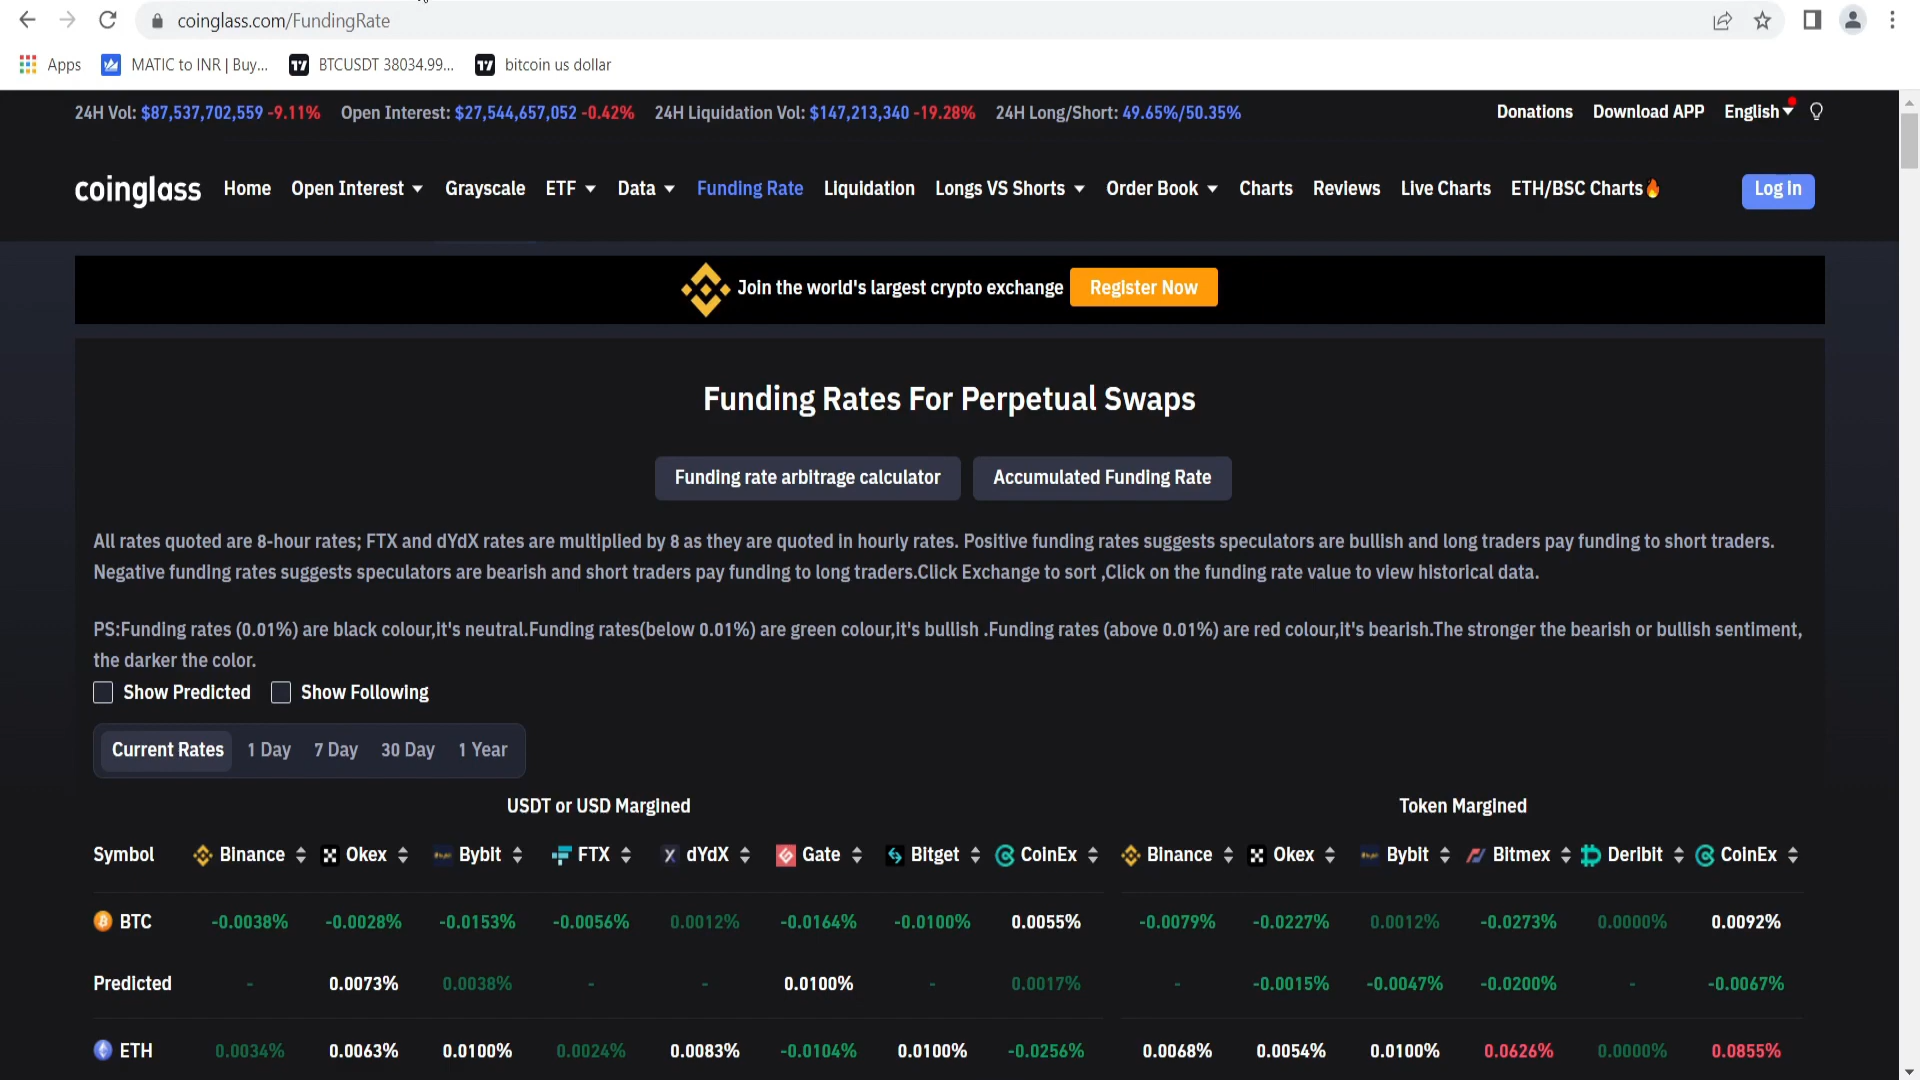 coinglass.com/FundingRate
Apps MATIC to INR | Buy... BTCUSDT 38034.99... bitcoin us dollar
24H Vol: $87,537,702,559 -9.11% Open Interest: $27,544,657,052 -0.42% 24H Liquidation Vol: $147,213,340 -19.28% 24H Long/Short: 49.65%/50.35% Donations Download APP English
coinglass Home Open Interest Grayscale ETF Data Funding Rate Liquidation Longs VS Shorts Order Book Charts Reviews Live Charts ETH/BSC Charts🔥 Log In
Join the world's largest crypto exchange Register Now
Funding Rates For Perpetual Swaps
Funding rate arbitrage calculator Accumulated Funding Rate
All rates quoted are 8-hour rates; FTX and dYdX rates are multiplied by 8 as they are quoted in hourly rates. Positive funding rates suggests speculators are bullish and long traders pay funding to short traders.
Negative funding rates suggests speculators are bearish and short traders pay funding to long traders.Click Exchange to sort ,Click on the funding rate value to view historical data.
PS:Funding rates (0.01%) are black colour,it's neutral.Funding rates(below 0.01%) are green colour,it's bullish .Funding rates (above 0.01%) are red colour,it's bearish.The stronger the bearish or bullish sentiment,
the darker the color.
Show Predicted Show Following
Current Rates 1 Day 7 Day 30 Day 1 Year
USDT or USD Margined Token Margined
Symbol Binance Okex Bybit FTX dYdX Gate Bitget CoinEx Binance Okex Bybit Bitmex Deribit CoinEx
BTC -0.0038% -0.0028% -0.0153% -0.0056% 0.0012% -0.0164% -0.0100% 0.0055% -0.0079% -0.0227% 0.0012% -0.0273% 0.0000% 0.0092%
Predicted - 0.0073% 0.0038% - - 0.0100% - 0.0017% - -0.0015% -0.0047% -0.0200% - -0.0067%
ETH 0.0034% 0.0063% 0.0100% 0.0024% 0.0083% -0.0104% 0.0100% -0.0256% 0.0068% 0.0054% 0.0100% 0.0626% 0.0000% 0.0855%